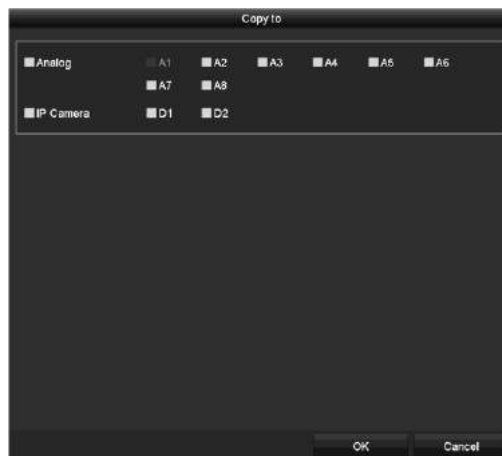 Copy to
Analog A1 A2 A3 A4 A5 A6
A7 A8
IP Camera D1 D2
OK Cancel